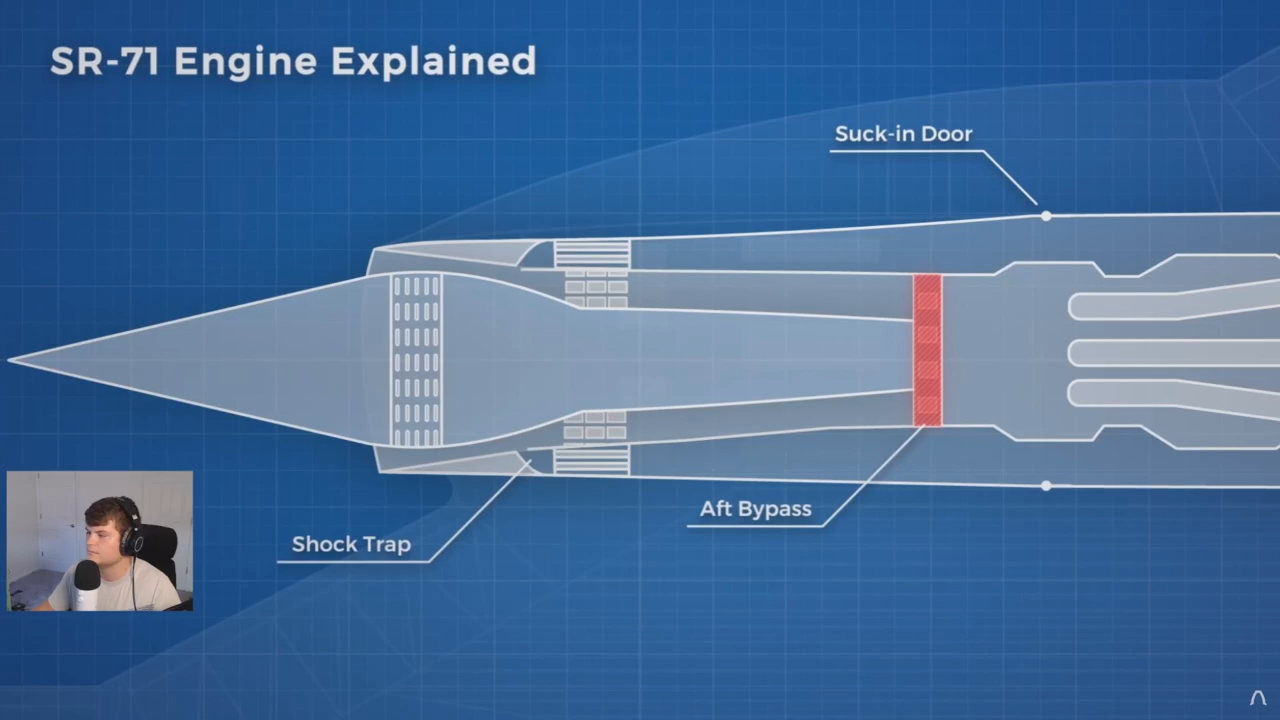 SR-71 Engine Explained
Suck-in Door
Aft Bypass
Shock Trap